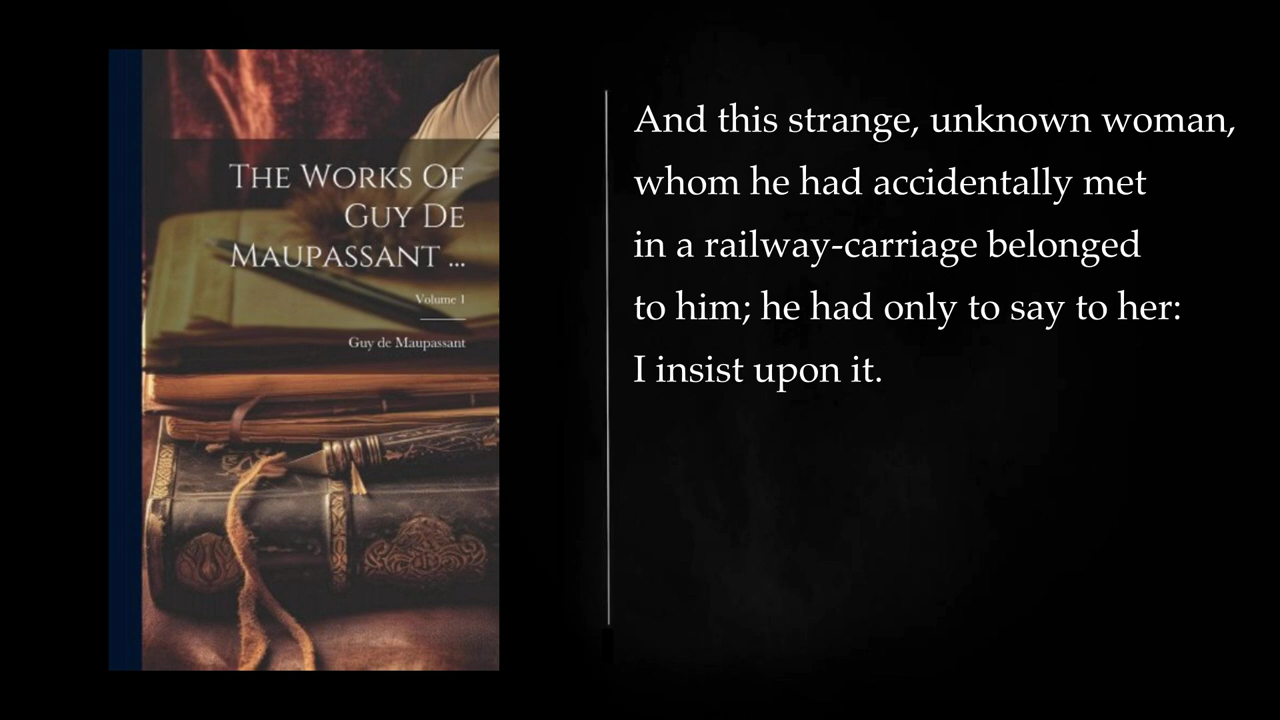 The Works Of
Guy De
Maupassant ...
Volume 1
Guy de Maupassant
And this strange, unknown woman,
whom he had accidentally met
in a railway-carriage belonged
to him; he had only to say to her:
I insist upon it.